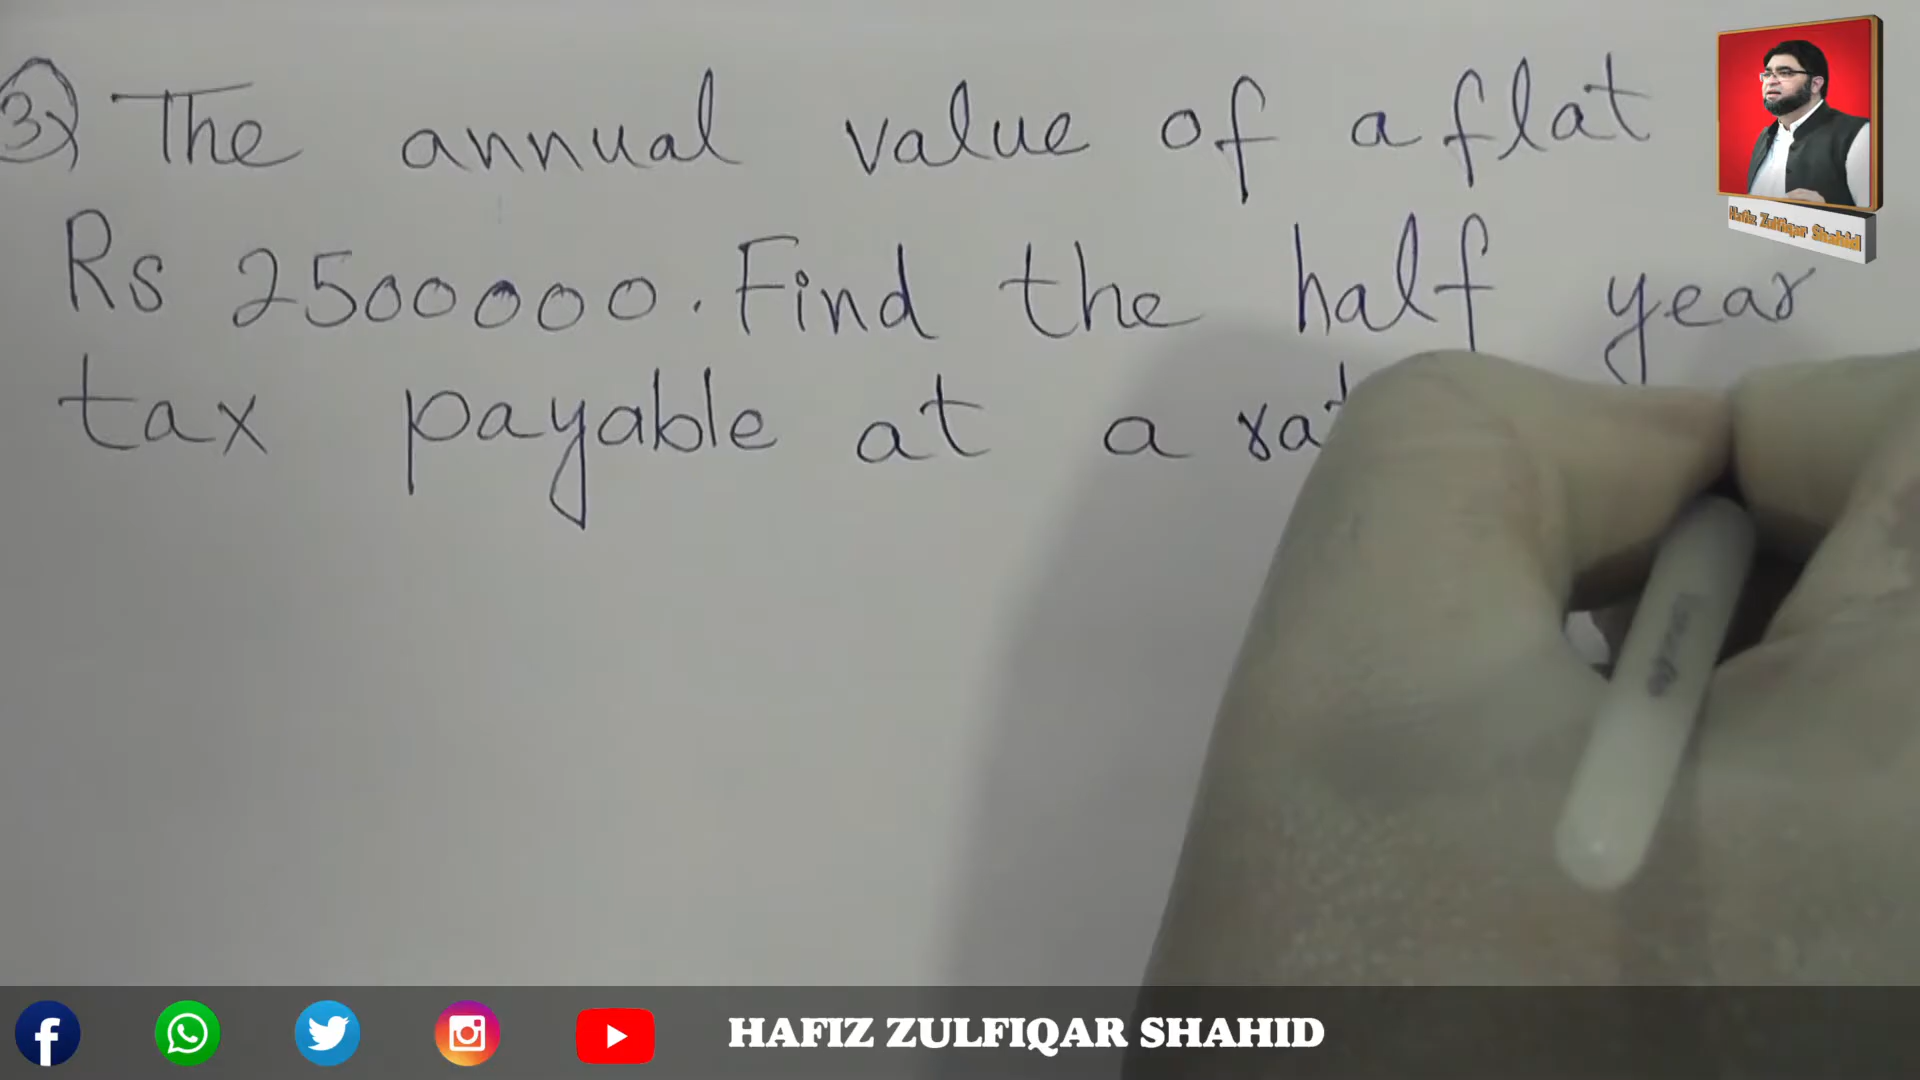 3) The annual value of a flat
Rs 2500000. Find the half year
tax payable at a
Hafiz Zulfiqar Shahid
HAFIZ ZULFIQAR SHAHID